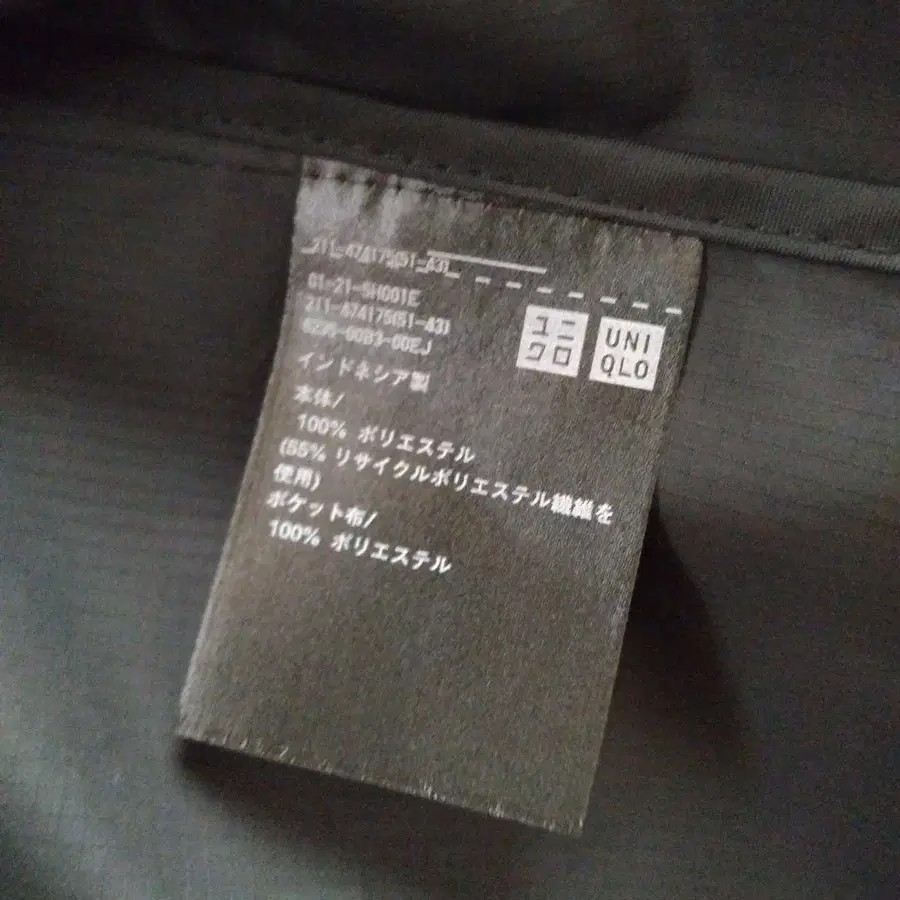 211-474175(51-43)
ユニ
クロ
UNI
QLO
01-21-SH001E
211-474175(51-43)
インドネシア製
本体/
100% ポリエステル
(55% リサイクルポリエステル繊維を
使用)
ポケット布/
100% ポリエステル